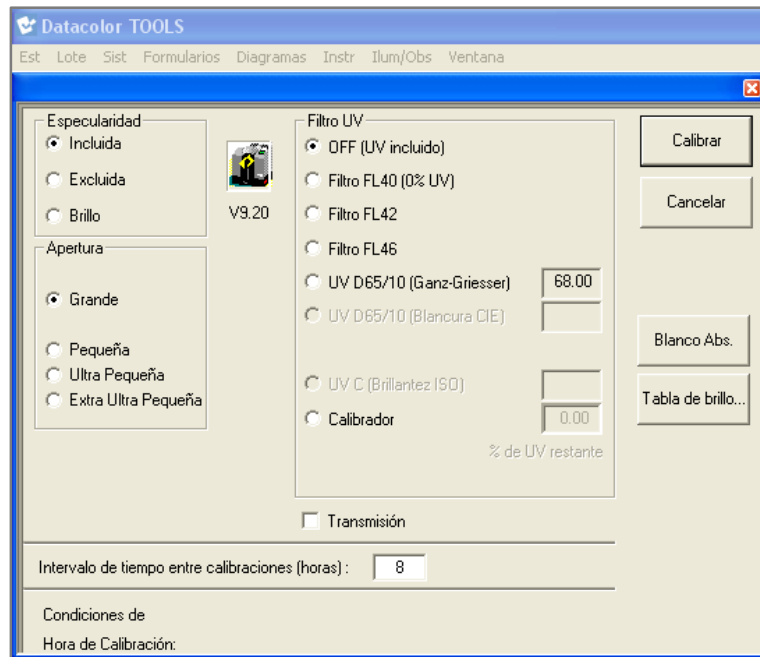 Datacolor TOOLS
Est Lote Sist Formularios Diagramas Instr Ilum/Obs Ventana
Especularidad
Incluida
Excluida
Brillo
V9.20
Apertura
Grande
Pequeña
Ultra Pequeña
Extra Ultra Pequeña
Filtro UV
OFF (UV incluido)
Filtro FL40 (0% UV)
Filtro FL42
Filtro FL46
UV D65/10 (Ganz-Griesser) 68.00
UV D65/10 (Blancura CIE)
UV C (Brillantez ISO)
Calibrador 0.00
% de UV restante
Transmisión
Calibrar
Cancelar
Blanco Abs.
Tabla de brillo...
Intervalo de tiempo entre calibraciones (horas) : 8
Condiciones de
Hora de Calibración: